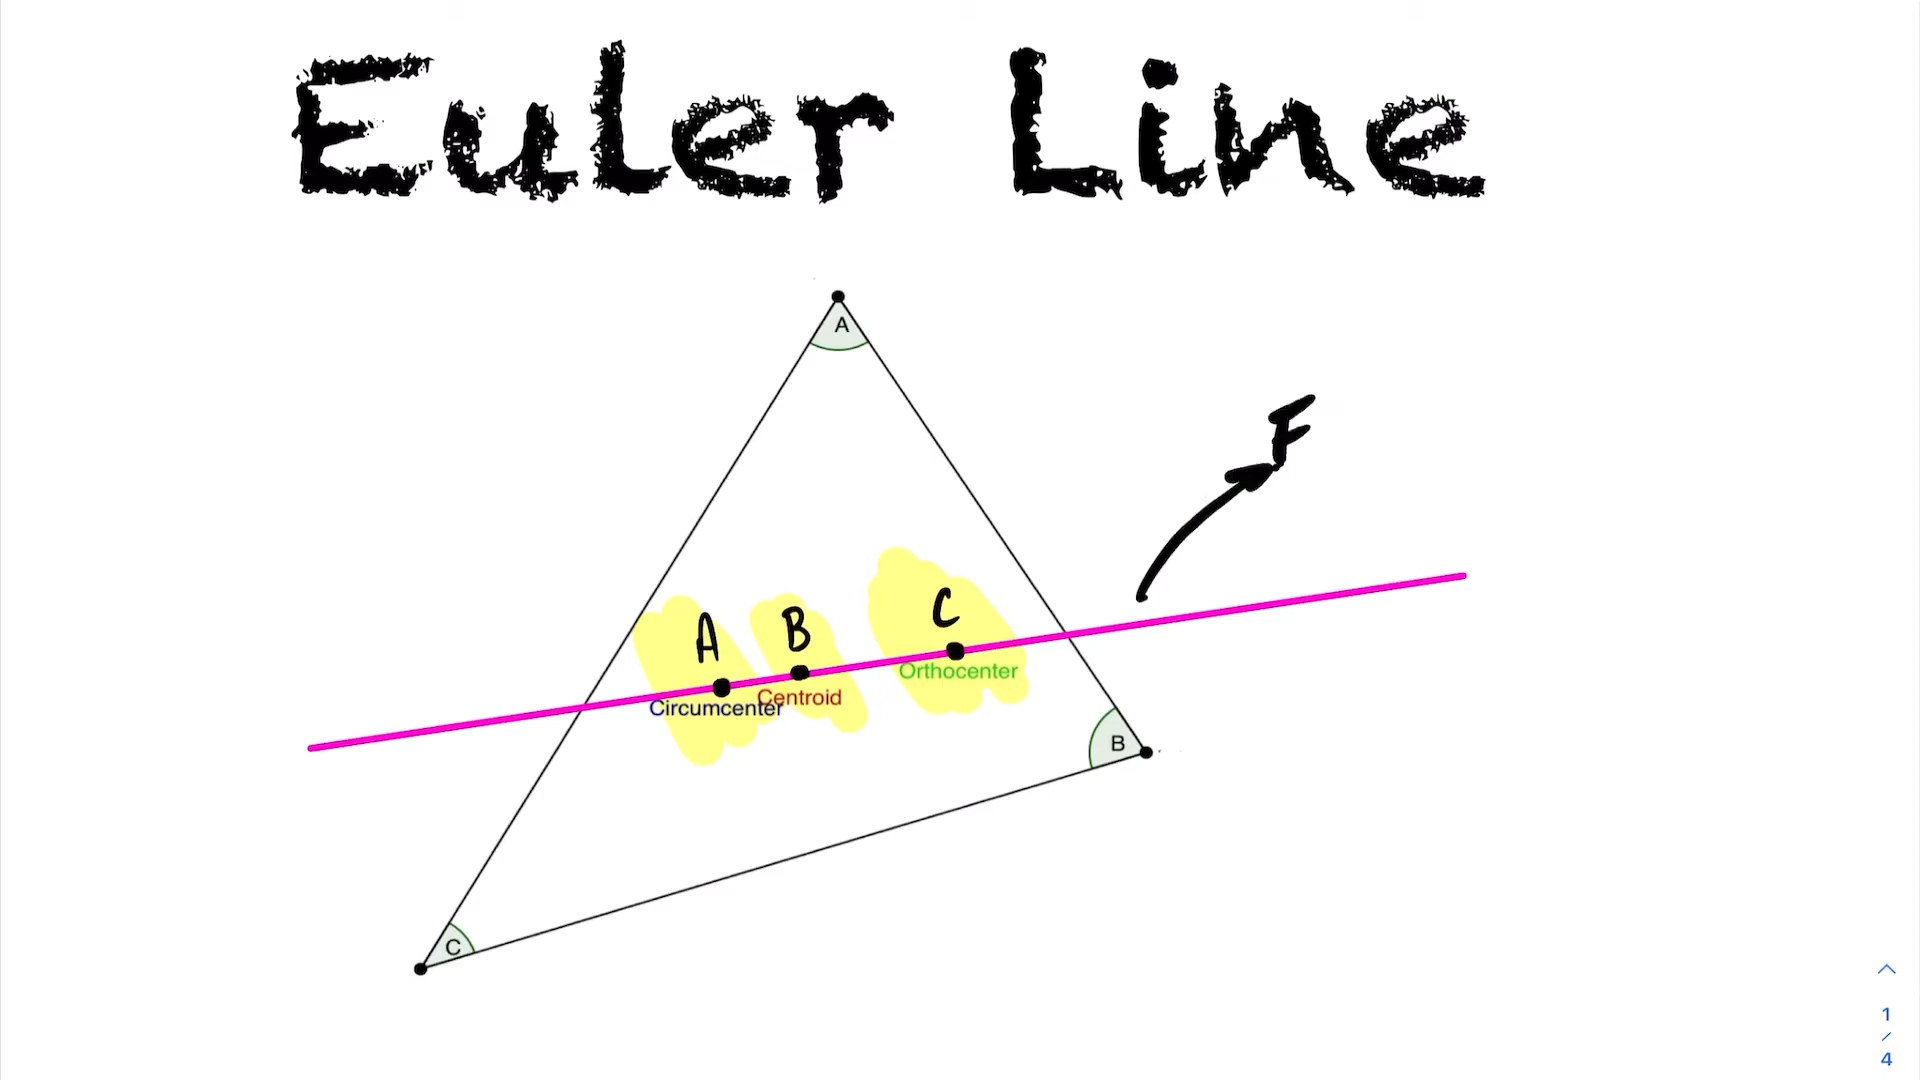 Euler Line
A
F
A B C
Circumcenter Centroid Orthocenter
B
C
1
/
4